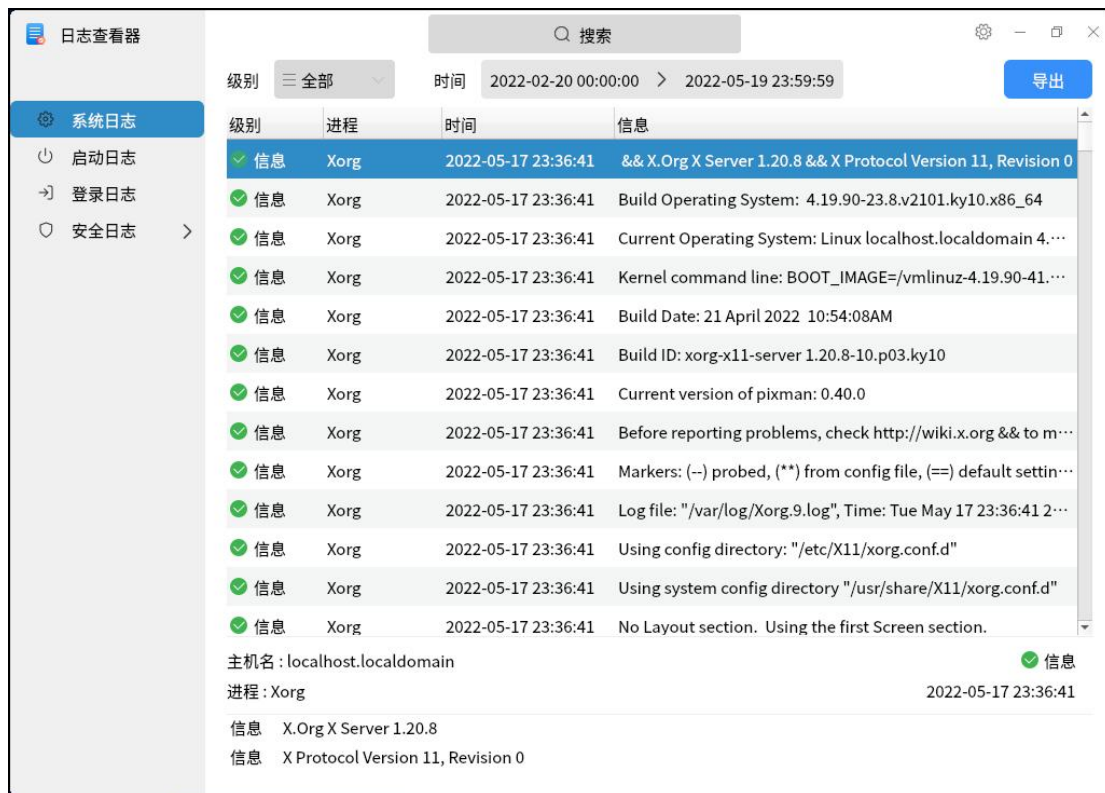 日志查看器
搜索
级别 全部 时间 2022-02-20 00:00:00 > 2022-05-19 23:59:59 导出
系统日志
启动日志
登录日志
安全日志
级别 进程 时间 信息
信息 Xorg 2022-05-17 23:36:41 && X.Org X Server 1.20.8 && X Protocol Version 11, Revision 0
信息 Xorg 2022-05-17 23:36:41 Build Operating System: 4.19.90-23.8.v2101.ky10.x86_64
信息 Xorg 2022-05-17 23:36:41 Current Operating System: Linux localhost.localdomain 4.···
信息 Xorg 2022-05-17 23:36:41 Kernel command line: BOOT_IMAGE=/vmlinuz-4.19.90-41.···
信息 Xorg 2022-05-17 23:36:41 Build Date: 21 April 2022 10:54:08AM
信息 Xorg 2022-05-17 23:36:41 Build ID: xorg-x11-server 1.20.8-10.p03.ky10
信息 Xorg 2022-05-17 23:36:41 Current version of pixman: 0.40.0
信息 Xorg 2022-05-17 23:36:41 Before reporting problems, check http://wiki.x.org && to m···
信息 Xorg 2022-05-17 23:36:41 Markers: (--) probed, (**) from config file, (==) default settin···
信息 Xorg 2022-05-17 23:36:41 Log file: "/var/log/Xorg.9.log", Time: Tue May 17 23:36:41 2···
信息 Xorg 2022-05-17 23:36:41 Using config directory: "/etc/X11/xorg.conf.d"
信息 Xorg 2022-05-17 23:36:41 Using system config directory "/usr/share/X11/xorg.conf.d"
信息 Xorg 2022-05-17 23:36:41 No Layout section. Using the first Screen section.
主机名 : localhost.localdomain 信息
进程 : Xorg 2022-05-17 23:36:41
信息 X.Org X Server 1.20.8
信息 X Protocol Version 11, Revision 0